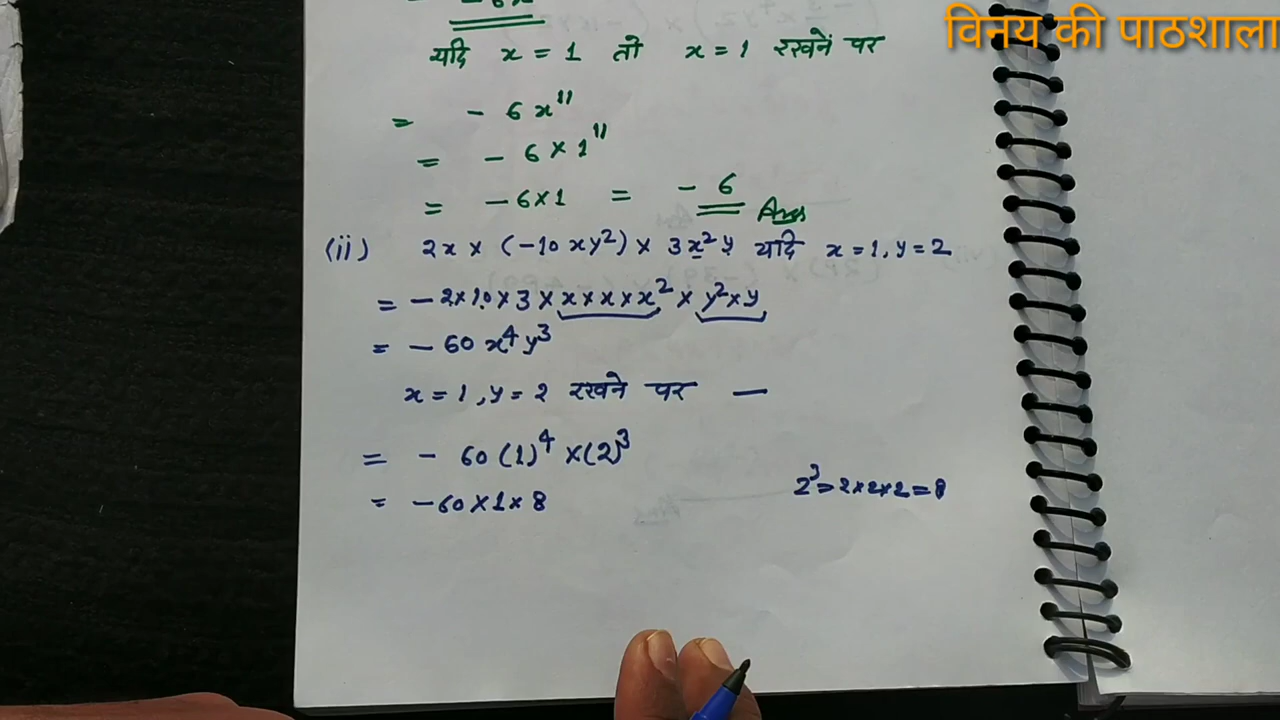 विनय की पाठशाला
यदि x = 1 तो x = 1 रखनें पर
= - 6 x¹¹
= - 6 × 1¹¹
= - 6 × 1 = - 6 Ans
(ii) 2x × (-10 xy²) × 3x²y यदि x = 1, y = 2
= - 2 × 10 × 3 × x × x × x² × y² × y
= - 60 x⁴y³
x = 1, y = 2 रखने पर —
= - 60 (1)⁴ × (2)³
= - 60 × 1 × 8
2³ = 2 × 2 × 2 = 8